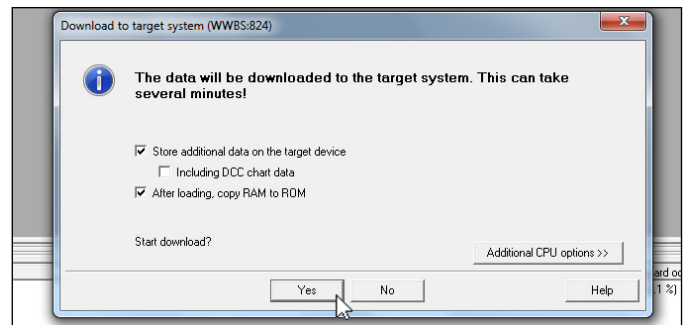 Download to target system (WWBS:824)
The data will be downloaded to the target system. This can take
several minutes!
Store additional data on the target device
Including DCC chart data
After loading, copy RAM to ROM
Start download?
Additional CPU options >>
Yes
No
Help
.1 %)